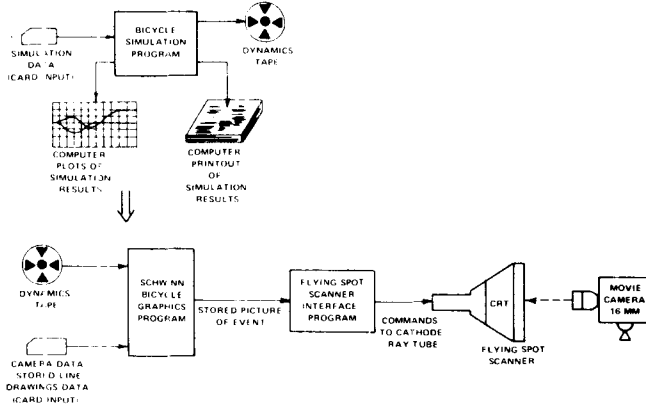 BICYCLE
SIMULATION
PROGRAM
DYNAMICS
TAPE
SIMULATION
DATA
(CARD INPUT)
COMPUTER
PLOTS OF
SIMULATION
RESULTS
COMPUTER
PRINTOUT
OF
SIMULATION
RESULTS
DYNAMICS
TAPE
SCHWINN
BICYCLE
GRAPHICS
PROGRAM
STORED PICTURE
OF EVENT
FLYING SPOT
SCANNER
INTERFACE
PROGRAM
COMMANDS
TO CATHODE
RAY TUBE
CRT
FLYING SPOT
SCANNER
MOVIE
CAMERA
16 MM
CAMERA DATA
STORED LINE
DRAWINGS DATA
(CARD INPUT)